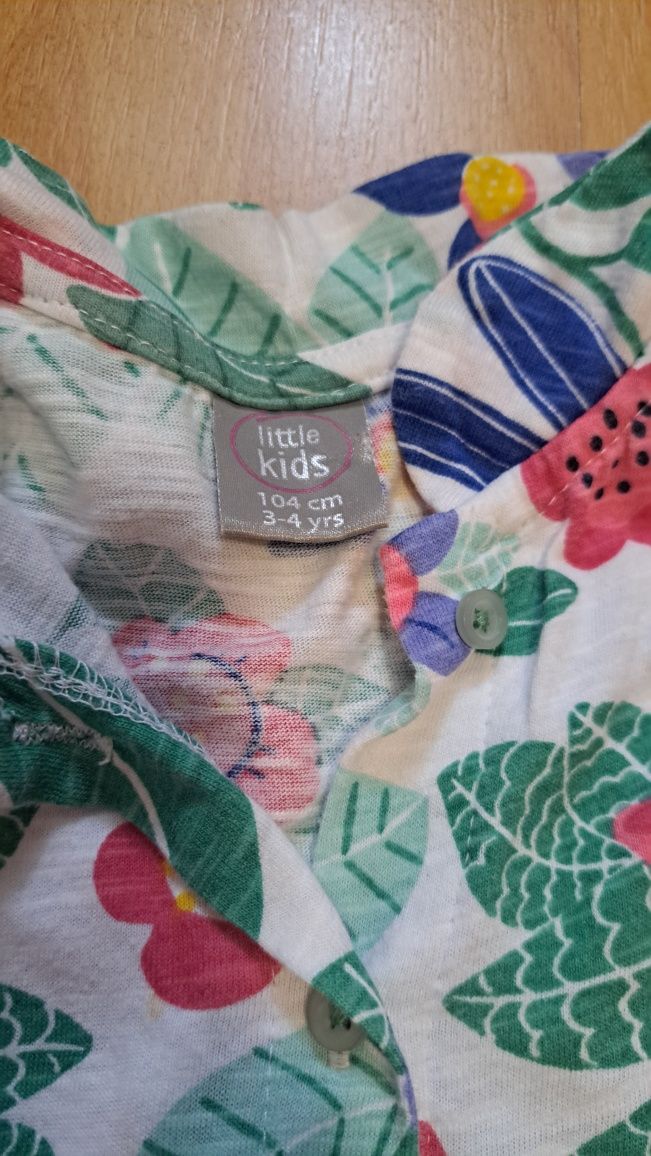 little
kids
104 cm
3-4 yrs